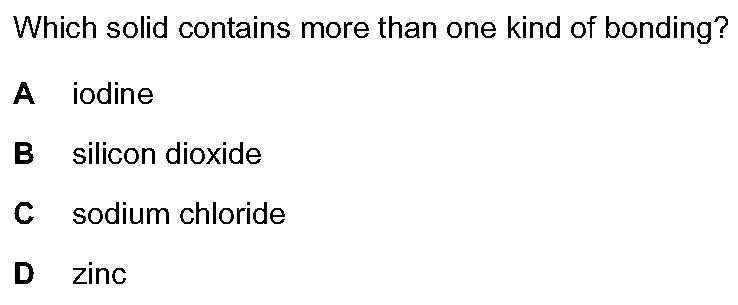 Which solid contains more than one kind of bonding?
A iodine
B silicon dioxide
C sodium chloride
D zinc